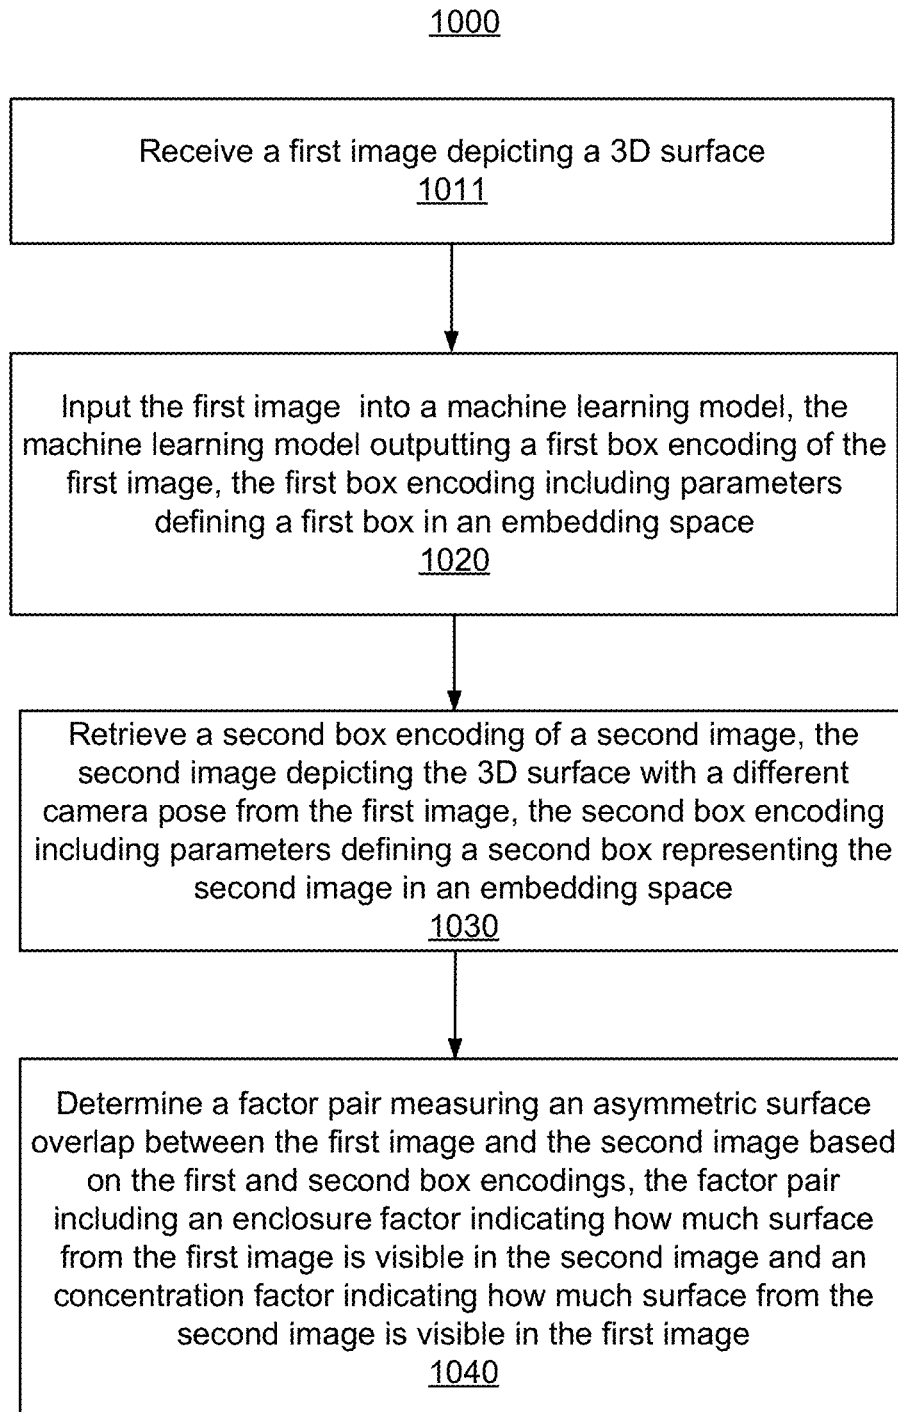 1000
Receive a first image depicting a 3D surface
1011
Input the first image  into a machine learning model, the
machine learning model outputting a first box encoding of the
first image, the first box encoding including parameters
defining a first box in an embedding space
1020
Retrieve a second box encoding of a second image, the
second image depicting the 3D surface with a different
camera pose from the first image, the second box encoding
including parameters defining a second box representing the
second image in an embedding space
1030
Determine a factor pair measuring an asymmetric surface
overlap between the first image and the second image based
on the first and second box encodings, the factor pair
including an enclosure factor indicating how much surface
from the first image is visible in the second image and an
concentration factor indicating how much surface from the
second image is visible in the first image
1040